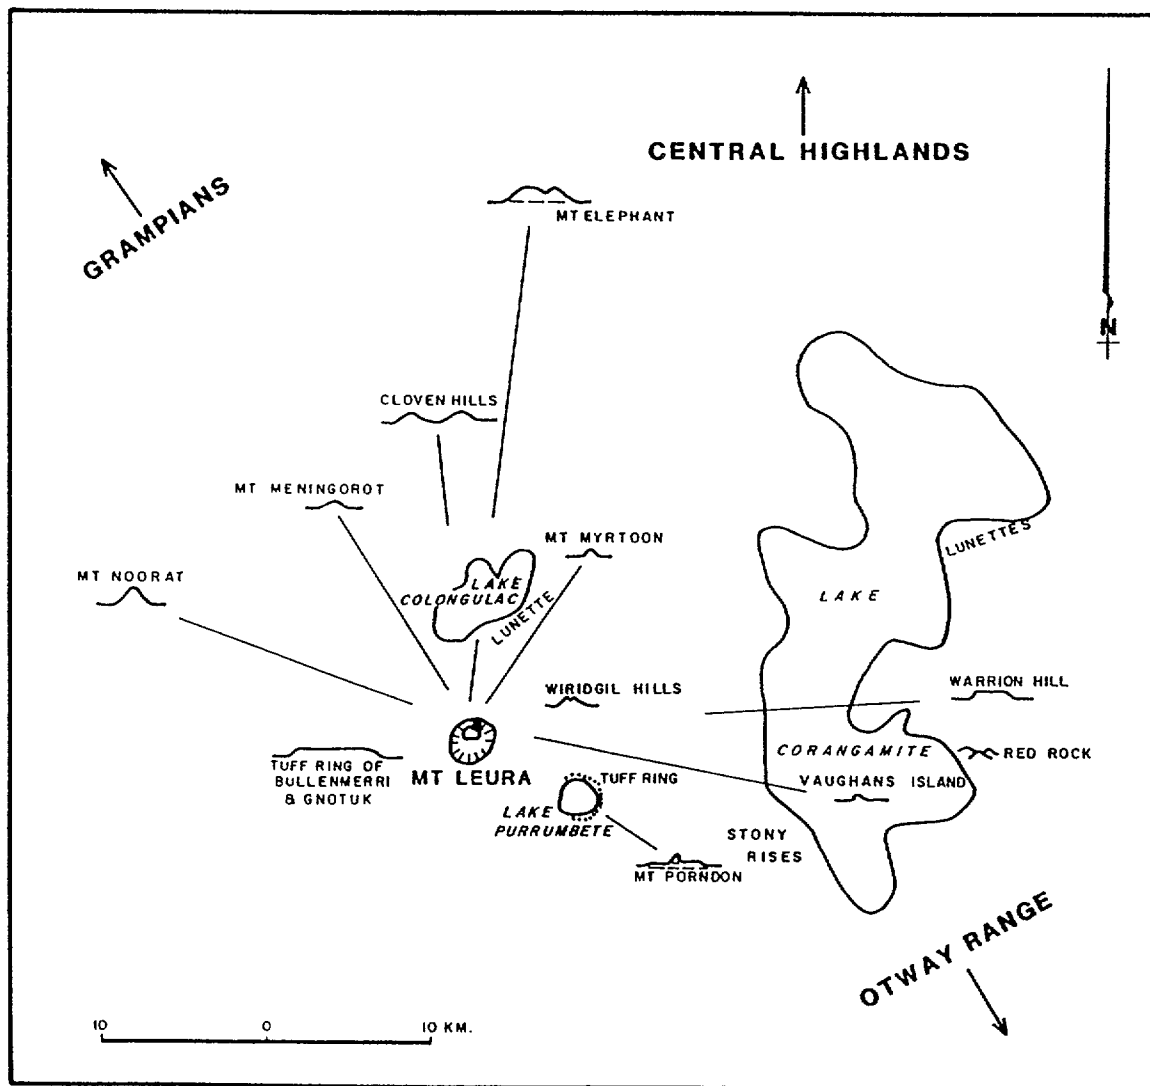 CENTRAL HIGHLANDS
GRAMPIANS
MT ELEPHANT
N
CLOVEN HILLS
MT MENINGOROT
MT MYRTOON
LUNETTES
MT NOORAT
LAKE
COLONGULAC
LUNETTE
LAKE
WIRIDGIL HILLS
WARRION HILL
CORANGAMITE
RED ROCK
TUFF RING OF
BULLENMERRI
& GNOTUK
MT LEURA
TUFF RING
VAUGHANS ISLAND
LAKE
PURRUMBETE
STONY
RISES
MT PORNDON
OTWAY RANGE
10 0 10 KM.